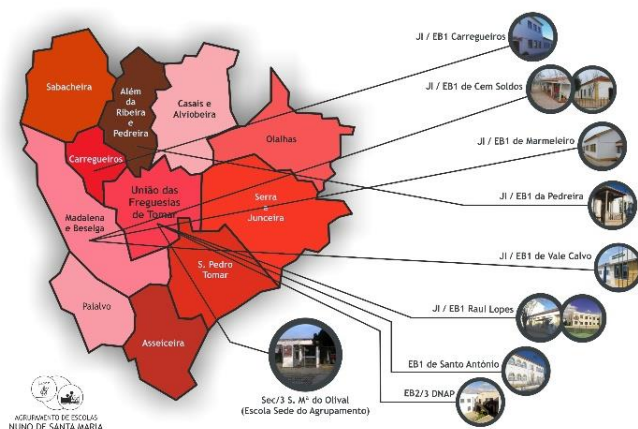 Sabacheira
Além
da
Ribeira
e
Pedreira
Casais e
Alviobeira
Olalhas
Carregueiros
União das
Freguesias
de Tomar
Madalena
e Beselga
Serra
e
Junceira
S. Pedro
Tomar
Paialvo
Asseiceira
JI / EB1 Carregueiros
JI / EB1 de Cem Soldos
JI / EB1 de Marmeleiro
JI / EB1 da Pedreira
JI / EB1 de Vale Calvo
JI / EB1 Raul Lopes
EB1 de Santo António
EB2/3 DNAP
Sec/3 S. Mª do Olival
(Escola Sede do Agrupamento)
AGRUPAMENTO DE ESCOLAS
NUNO DE SANTA MARIA